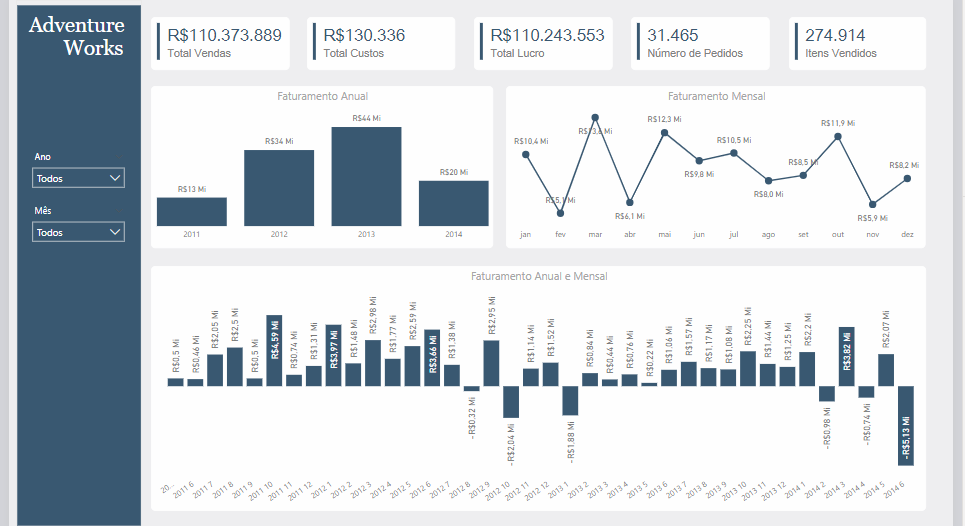 Adventure
Works
R$110.373.889
Total Vendas
R$130.336
Total Custos
R$110.243.553
Total Lucro
31.465
Número de Pedidos
274.914
Itens Vendidos
Ano
Todos
Mês
Todos
Faturamento Anual
R$13 Mi
R$34 Mi
R$44 Mi
R$20 Mi
2011
2012
2013
2014
Faturamento Mensal
R$10,4 Mi
R$5,1 Mi
R$13,6 Mi
R$6,1 Mi
R$12,3 Mi
R$9,8 Mi
R$10,5 Mi
R$8,0 Mi
R$8,5 Mi
R$11,9 Mi
R$5,9 Mi
R$8,2 Mi
jan
fev
mar
abr
mai
jun
jul
ago
set
out
nov
dez
Faturamento Anual e Mensal
R$0,5 Mi
R$0,46 Mi
R$2,05 Mi
R$2,5 Mi
R$0,5 Mi
R$4,59 Mi
R$0,74 Mi
R$1,31 Mi
R$3,97 Mi
R$1,48 Mi
R$2,98 Mi
R$1,77 Mi
R$2,59 Mi
R$3,66 Mi
R$1,38 Mi
-R$0,32 Mi
R$2,95 Mi
-R$2,04 Mi
R$1,14 Mi
R$1,52 Mi
-R$1,88 Mi
R$0,84 Mi
R$0,44 Mi
R$0,76 Mi
R$0,22 Mi
R$1,06 Mi
R$1,57 Mi
R$1,17 Mi
R$1,08 Mi
R$2,25 Mi
R$1,44 Mi
R$1,25 Mi
R$2,2 Mi
-R$0,98 Mi
R$3,82 Mi
-R$0,74 Mi
R$2,07 Mi
-R$5,13 Mi
20...
2011 6
2011 7
2011 8
2011 9
2011 10
2011 11
2011 12
2012 1
2012 2
2012 3
2012 4
2012 5
2012 6
2012 7
2012 8
2012 9
2012 10
2012 11
2012 12
2013 1
2013 2
2013 3
2013 4
2013 5
2013 6
2013 7
2013 8
2013 9
2013 10
2013 11
2013 12
2014 1
2014 2
2014 3
2014 4
2014 5
2014 6